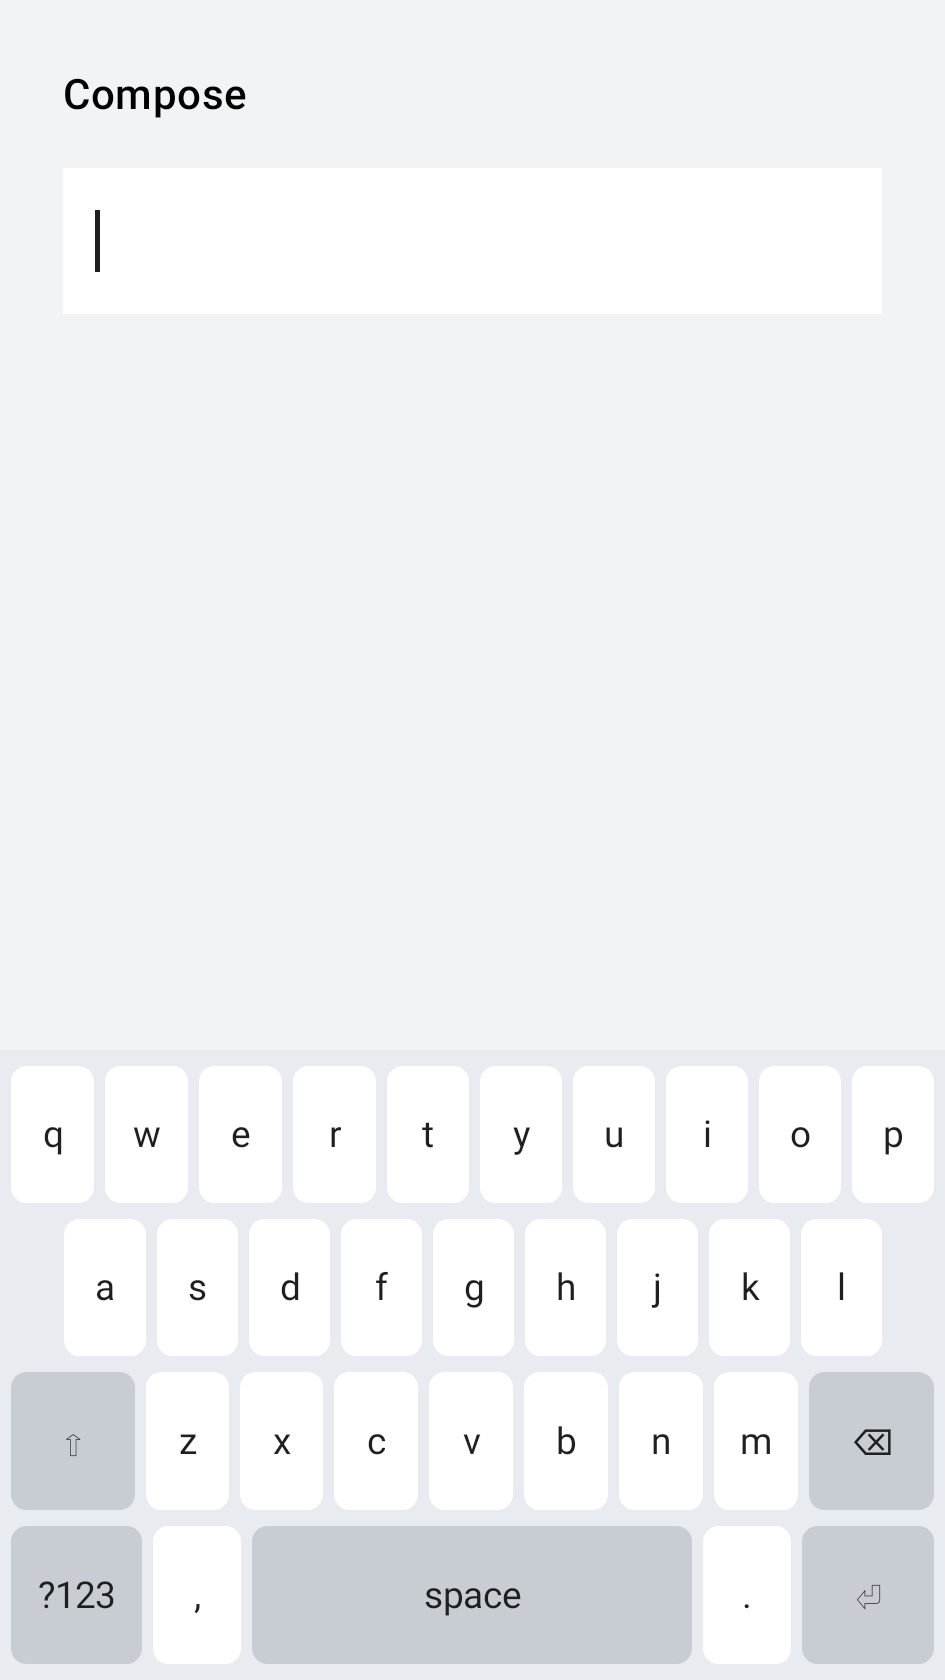 Compose
q w e r t y u i o p
a s d f g h j k l
⇧ z x c v b n m ⌫
?123 , space . ⏎